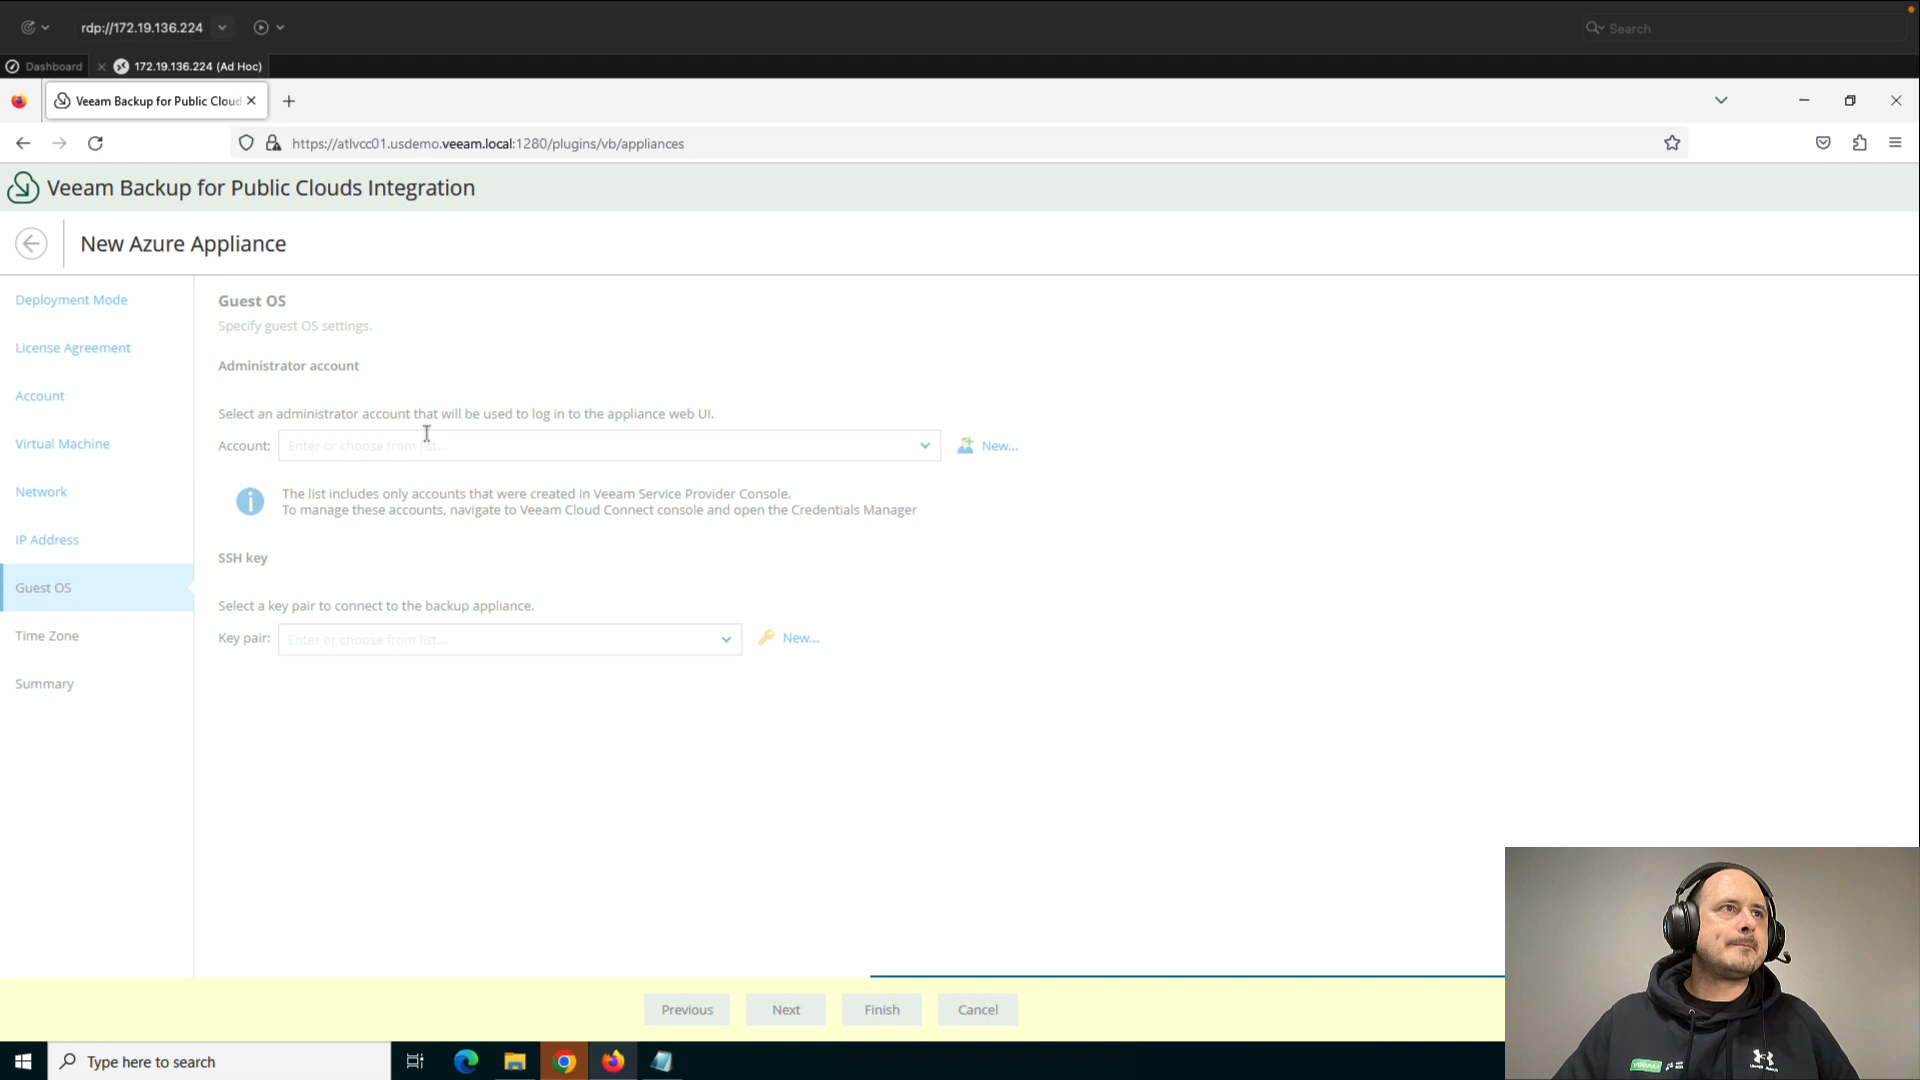 rdp://172.19.136.224
Search
Dashboard
172.19.136.224 (Ad Hoc)
Veeam Backup for Public Cloud
https://atlvcc01.usdemo.veeam.local:1280/plugins/vb/appliances
Veeam Backup for Public Clouds Integration
New Azure Appliance
Deployment Mode
License Agreement
Account
Virtual Machine
Network
IP Address
Guest OS
Time Zone
Summary
Guest OS
Specify guest OS settings.
Administrator account
Select an administrator account that will be used to log in to the appliance web UI.
Account: Enter or choose from list... New...
The list includes only accounts that were created in Veeam Service Provider Console.
To manage these accounts, navigate to Veeam Cloud Connect console and open the Credentials Manager
SSH key
Select a key pair to connect to the backup appliance.
Key pair: Enter or choose from list... New...
Previous Next Finish Cancel
Type here to search
veeam